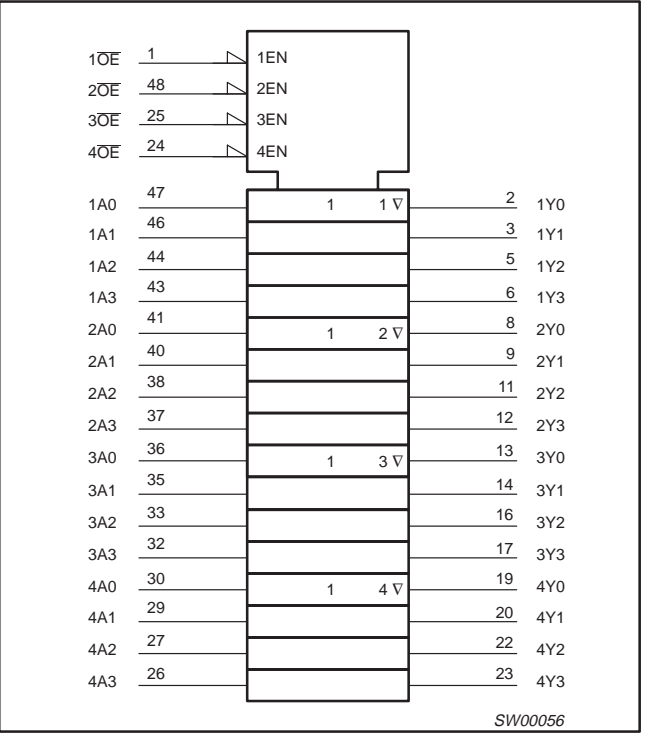 1O̅E̅ 1 1EN
2O̅E̅ 48 2EN
3O̅E̅ 25 3EN
4O̅E̅ 24 4EN
1A0 47 1 1 ∇ 2 1Y0
1A1 46 3 1Y1
1A2 44 5 1Y2
1A3 43 6 1Y3
2A0 41 1 2 ∇ 8 2Y0
2A1 40 9 2Y1
2A2 38 11 2Y2
2A3 37 12 2Y3
3A0 36 1 3 ∇ 13 3Y0
3A1 35 14 3Y1
3A2 33 16 3Y2
3A3 32 17 3Y3
4A0 30 1 4 ∇ 19 4Y0
4A1 29 20 4Y1
4A2 27 22 4Y2
4A3 26 23 4Y3
SW00056